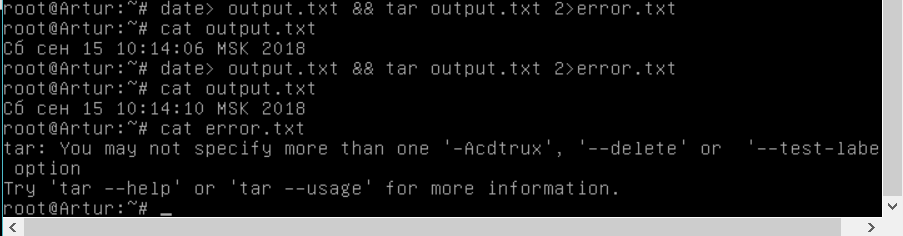 root@Artur:~# date> output.txt && tar output.txt 2>error.txt
root@Artur:~# cat output.txt
Сб сен 15 10:14:06 MSK 2018
root@Artur:~# date> output.txt && tar output.txt 2>error.txt
root@Artur:~# cat output.txt
Сб сен 15 10:14:10 MSK 2018
root@Artur:~# cat error.txt
tar: You may not specify more than one '-Acdtrux', '--delete' or  '--test-labe
 option
Try 'tar --help' or 'tar --usage' for more information.
root@Artur:~# _